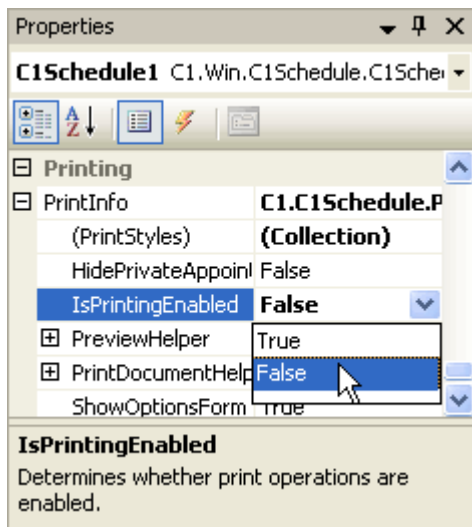 Properties
C1Schedule1 C1.Win.C1Schedule.C1Sche
Printing
PrintInfo C1.C1Schedule.P
(PrintStyles) (Collection)
HidePrivateAppoint False
IsPrintingEnabled False
PreviewHelper True
PrintDocumentHelp False
ShowOptionsForm True
IsPrintingEnabled
Determines whether print operations are
enabled.